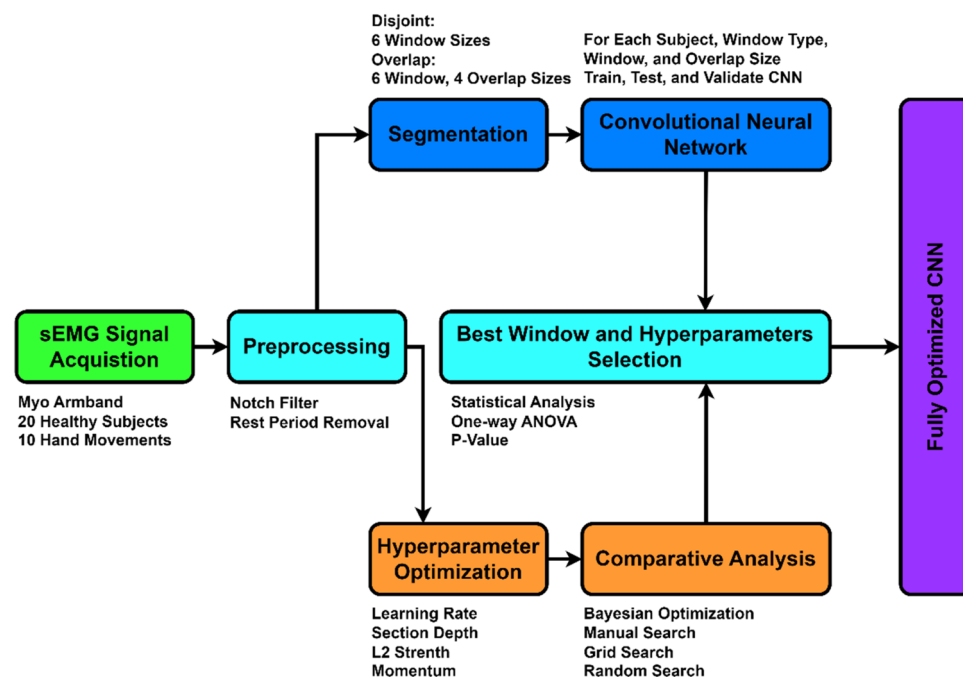 Disjoint:
6 Window Sizes
Overlap:
6 Window, 4 Overlap Sizes
For Each Subject, Window Type,
Window, and Overlap Size
Train, Test, and Validate CNN
Segmentation
Convolutional Neural
Network
sEMG Signal
Acquistion
Preprocessing
Best Window and Hyperparameters
Selection
Fully Optimized CNN
Myo Armband
20 Healthy Subjects
10 Hand Movements
Notch Filter
Rest Period Removal
Statistical Analysis
One-way ANOVA
P-Value
Hyperparameter
Optimization
Comparative Analysis
Learning Rate
Section Depth
L2 Strenth
Momentum
Bayesian Optimization
Manual Search
Grid Search
Random Search